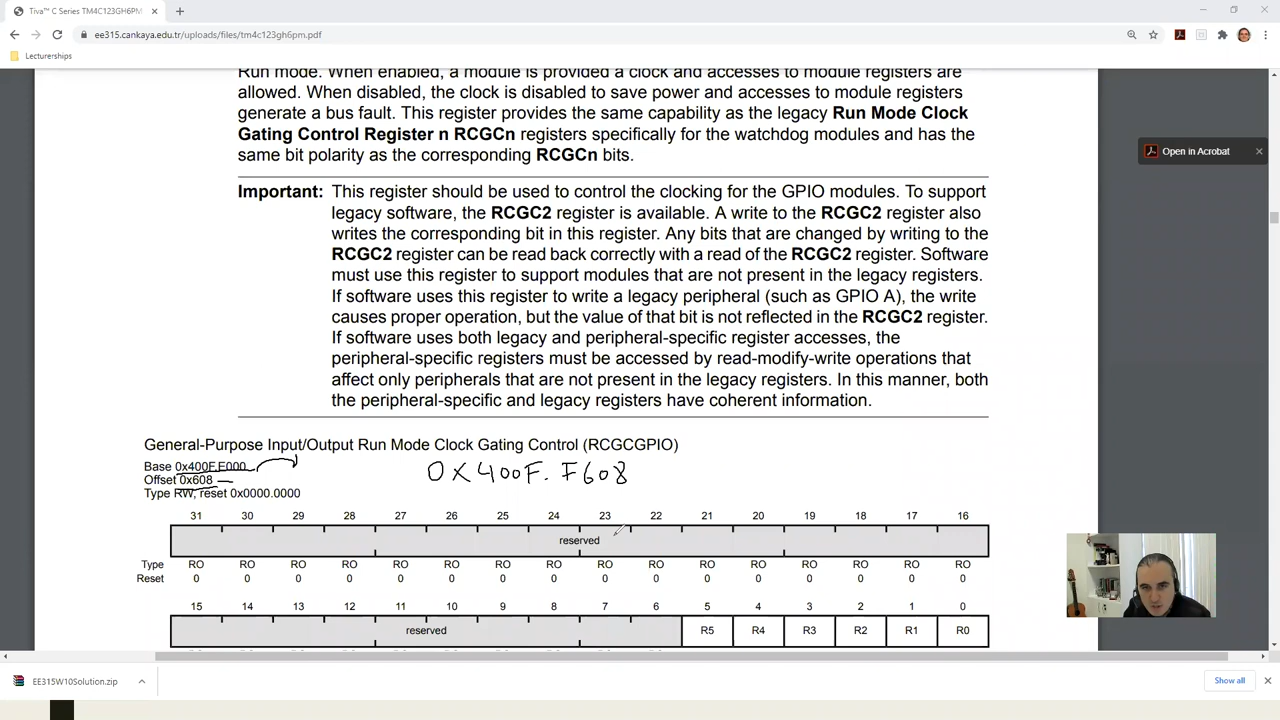 Tiva™ C Series TM4C123GH6PM
ee315.cankaya.edu.tr/uploads/files/tm4c123gh6pm.pdf
Lecturerships
Run mode. When enabled, a module is provided a clock and accesses to module registers are
allowed. When disabled, the clock is disabled to save power and accesses to module registers
generate a bus fault. This register provides the same capability as the legacy Run Mode Clock
Gating Control Register n RCGCn registers specifically for the watchdog modules and has the
same bit polarity as the corresponding RCGCn bits.
Open in Acrobat
Important: This register should be used to control the clocking for the GPIO modules. To support
legacy software, the RCGC2 register is available. A write to the RCGC2 register also
writes the corresponding bit in this register. Any bits that are changed by writing to the
RCGC2 register can be read back correctly with a read of the RCGC2 register. Software
must use this register to support modules that are not present in the legacy registers.
If software uses this register to write a legacy peripheral (such as GPIO A), the write
causes proper operation, but the value of that bit is not reflected in the RCGC2 register.
If software uses both legacy and peripheral-specific register accesses, the
peripheral-specific registers must be accessed by read-modify-write operations that
affect only peripherals that are not present in the legacy registers. In this manner, both
the peripheral-specific and legacy registers have coherent information.
General-Purpose Input/Output Run Mode Clock Gating Control (RCGCGPIO)
Base 0x400F.E000
Offset 0x608
Type RW, reset 0x0000.0000
0X400F.
31 30 29 28 27 26 25 24 23 22 21 20 19 18 17 16
reserved
Type RO RO RO RO RO RO RO RO RO RO RO RO RO RO RO RO
Reset 0 0 0 0 0 0 0 0 0 0 0 0 0 0 0 0
15 14 13 12 11 10 9 8 7 6 5 4 3 2 1 0
reserved R5 R4 R3 R2 R1 R0
EE315W10Solution.zip
Show all